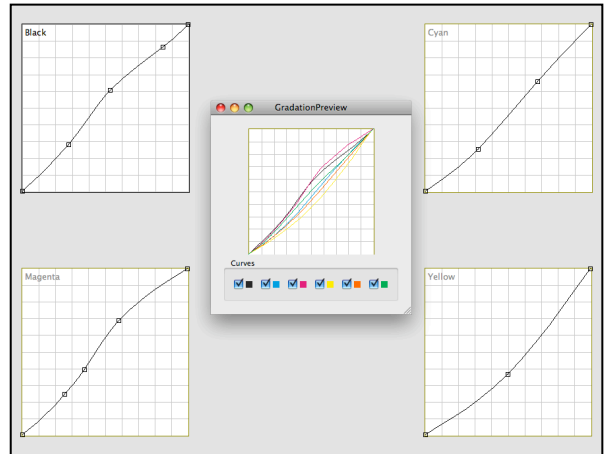 Black
Cyan
GradationPreview
Curves
Magenta
Yellow